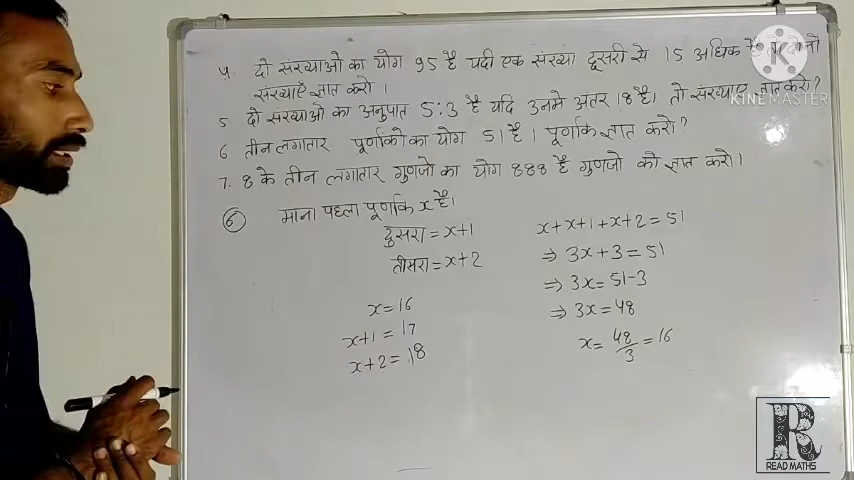 4. दो संख्याओ का योग 95 है यदी एक संख्या दूसरी से 15 अधिक है तो दोनो
संख्याएँ ज्ञात करो ।
5 दो संख्याओ का अनुपात 5:3 है यदि उनमे अंतर 18 है। तो संख्याए ज्ञात करो?
6 तीन लगातार पूर्णांको का योग 51 है । पूर्णांक ज्ञात करो ?
7. 8 के तीन लगातार गुणजो का योग 888 है गुणजो को ज्ञात करो ।
6 माना पहला पूर्णांक x है।
दुसरा = x+1
तीसरा = x+2
x = 16
x+1 = 17
x+2 = 18
x+x+1+x+2 = 51
⇒ 3x+3 = 51
⇒ 3x = 51-3
⇒ 3x = 48
x = 48/3 = 16
KINEMASTER
R
READ MATHS